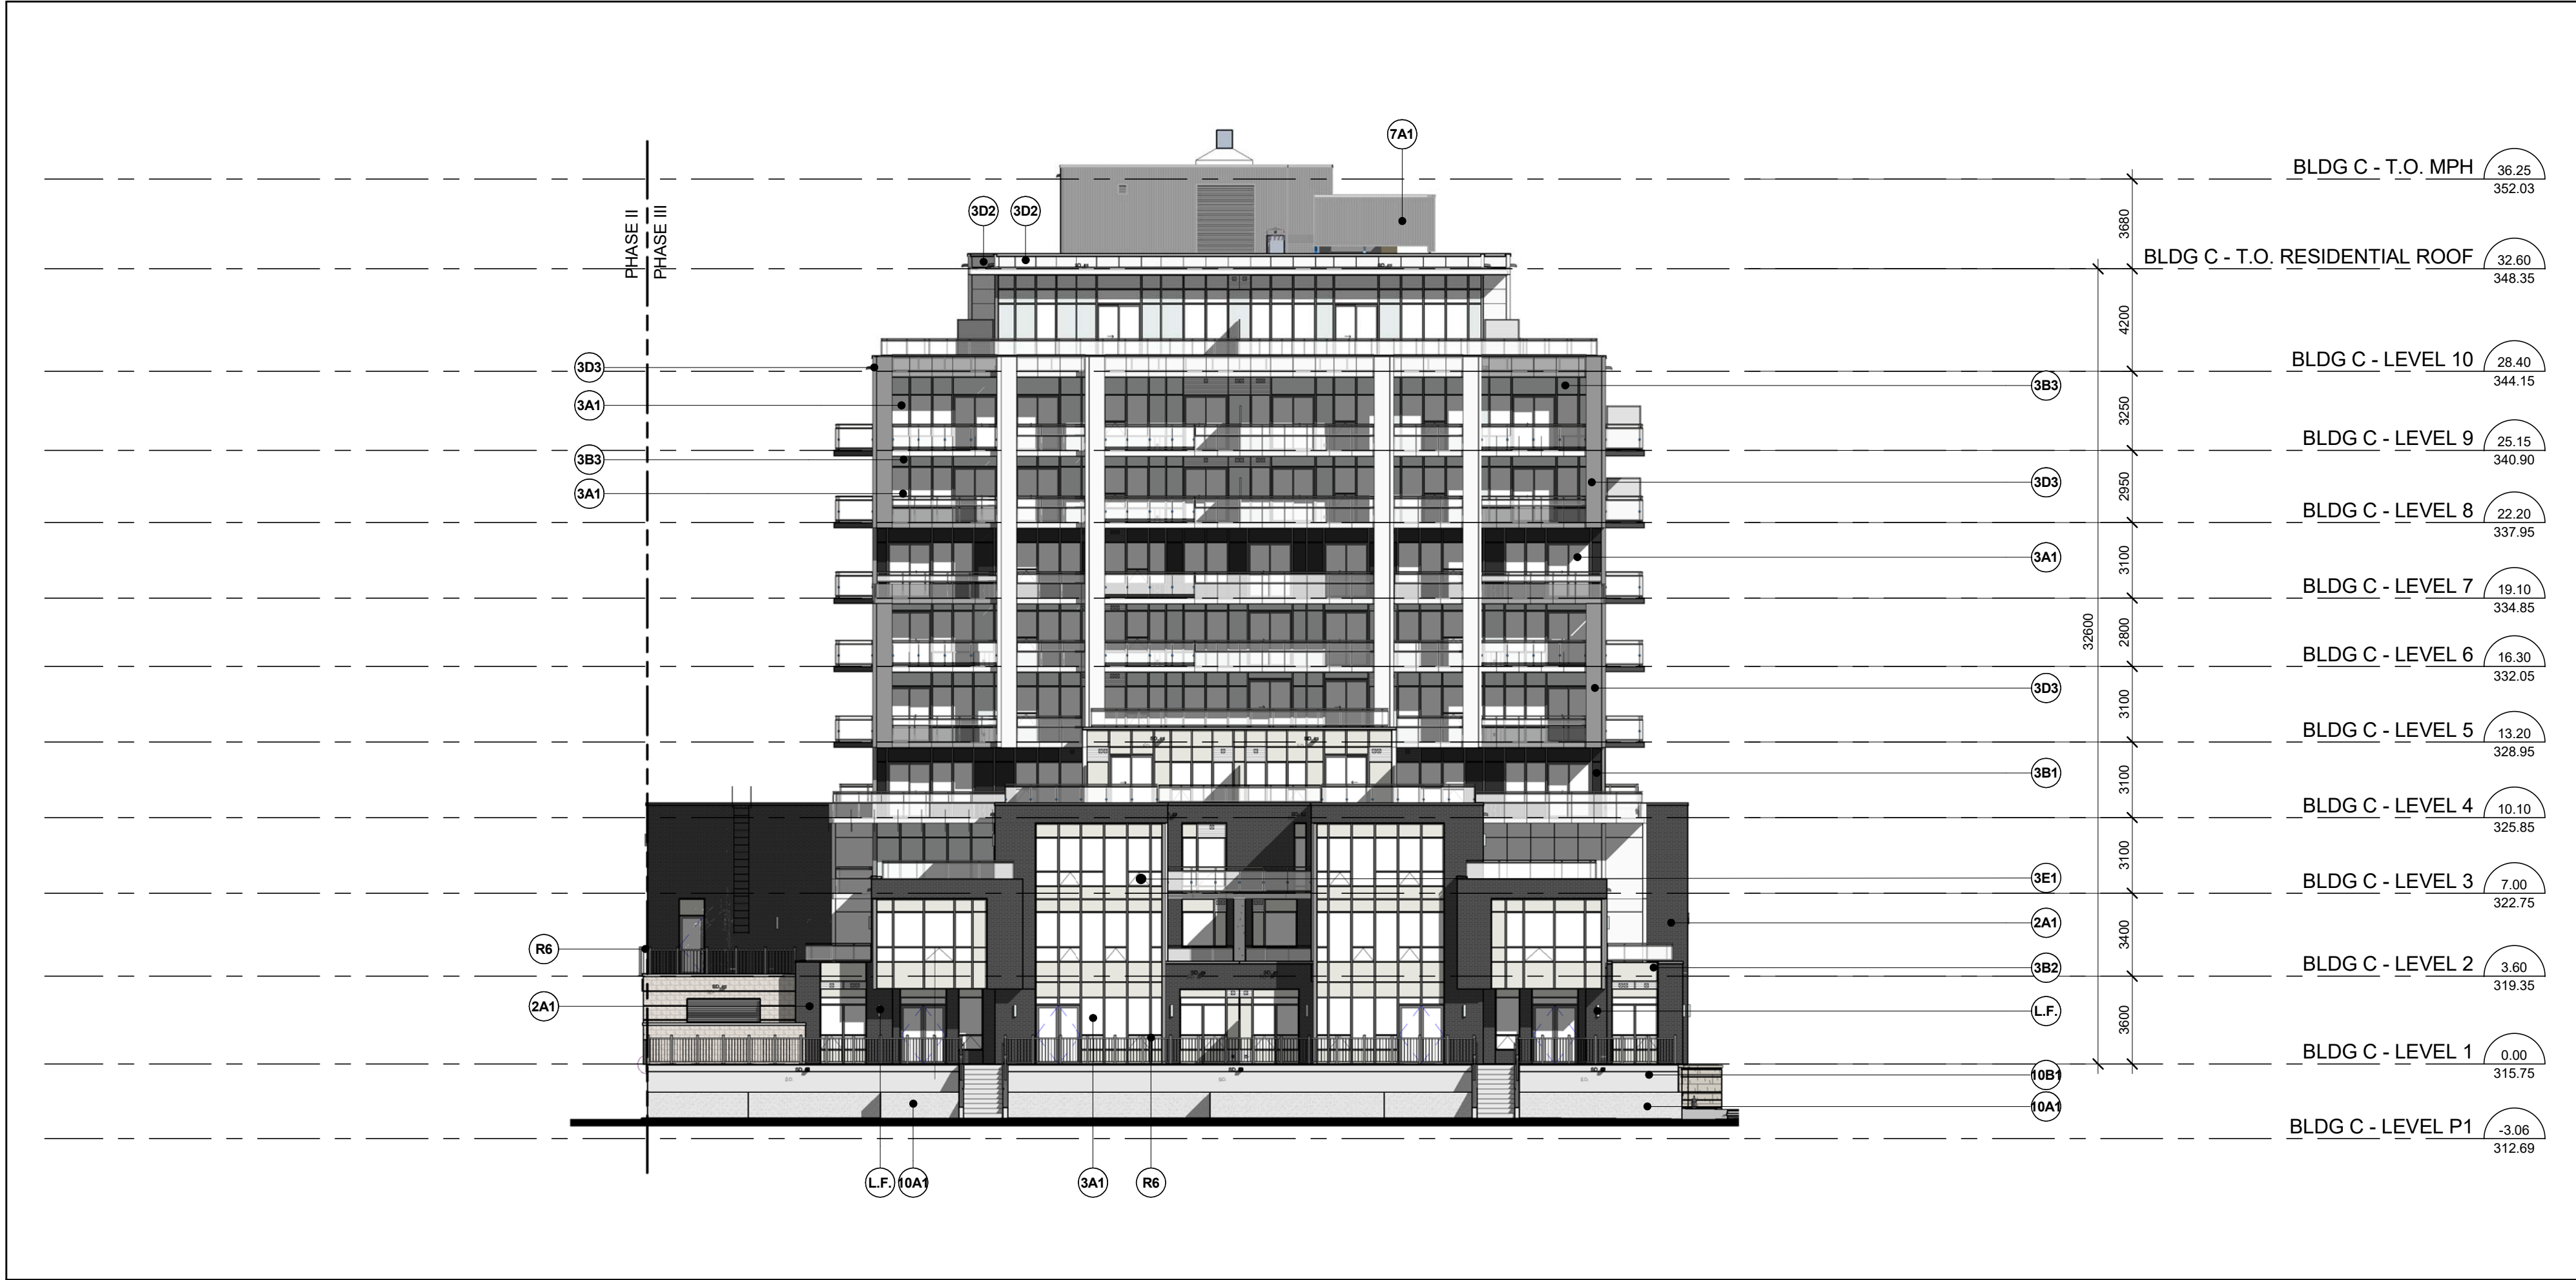 7A1
BLDG C - T.O. MPH
36.25
352.03
3D2
3D2
PHASE II
PHASE III
3680
BLDG C - T.O. RESIDENTIAL ROOF
32.60
348.35
4200
3D3
BLDG C - LEVEL 10
28.40
344.15
3B3
3A1
3250
BLDG C - LEVEL 9
25.15
340.90
3B3
3D3
3A1
2950
BLDG C - LEVEL 8
22.20
337.95
3A1
3100
BLDG C - LEVEL 7
19.10
334.85
32600
2800
BLDG C - LEVEL 6
16.30
332.05
3D3
3100
BLDG C - LEVEL 5
13.20
328.95
3B1
3100
BLDG C - LEVEL 4
10.10
325.85
3100
3E1
BLDG C - LEVEL 3
7.00
322.75
2A1
R6
3400
3B2
BLDG C - LEVEL 2
3.60
319.35
2A1
L.F.
3600
BLDG C - LEVEL 1
0.00
315.75
10B1
10A1
BLDG C - LEVEL P1
-3.06
312.69
L.F.
10A1
3A1
R6